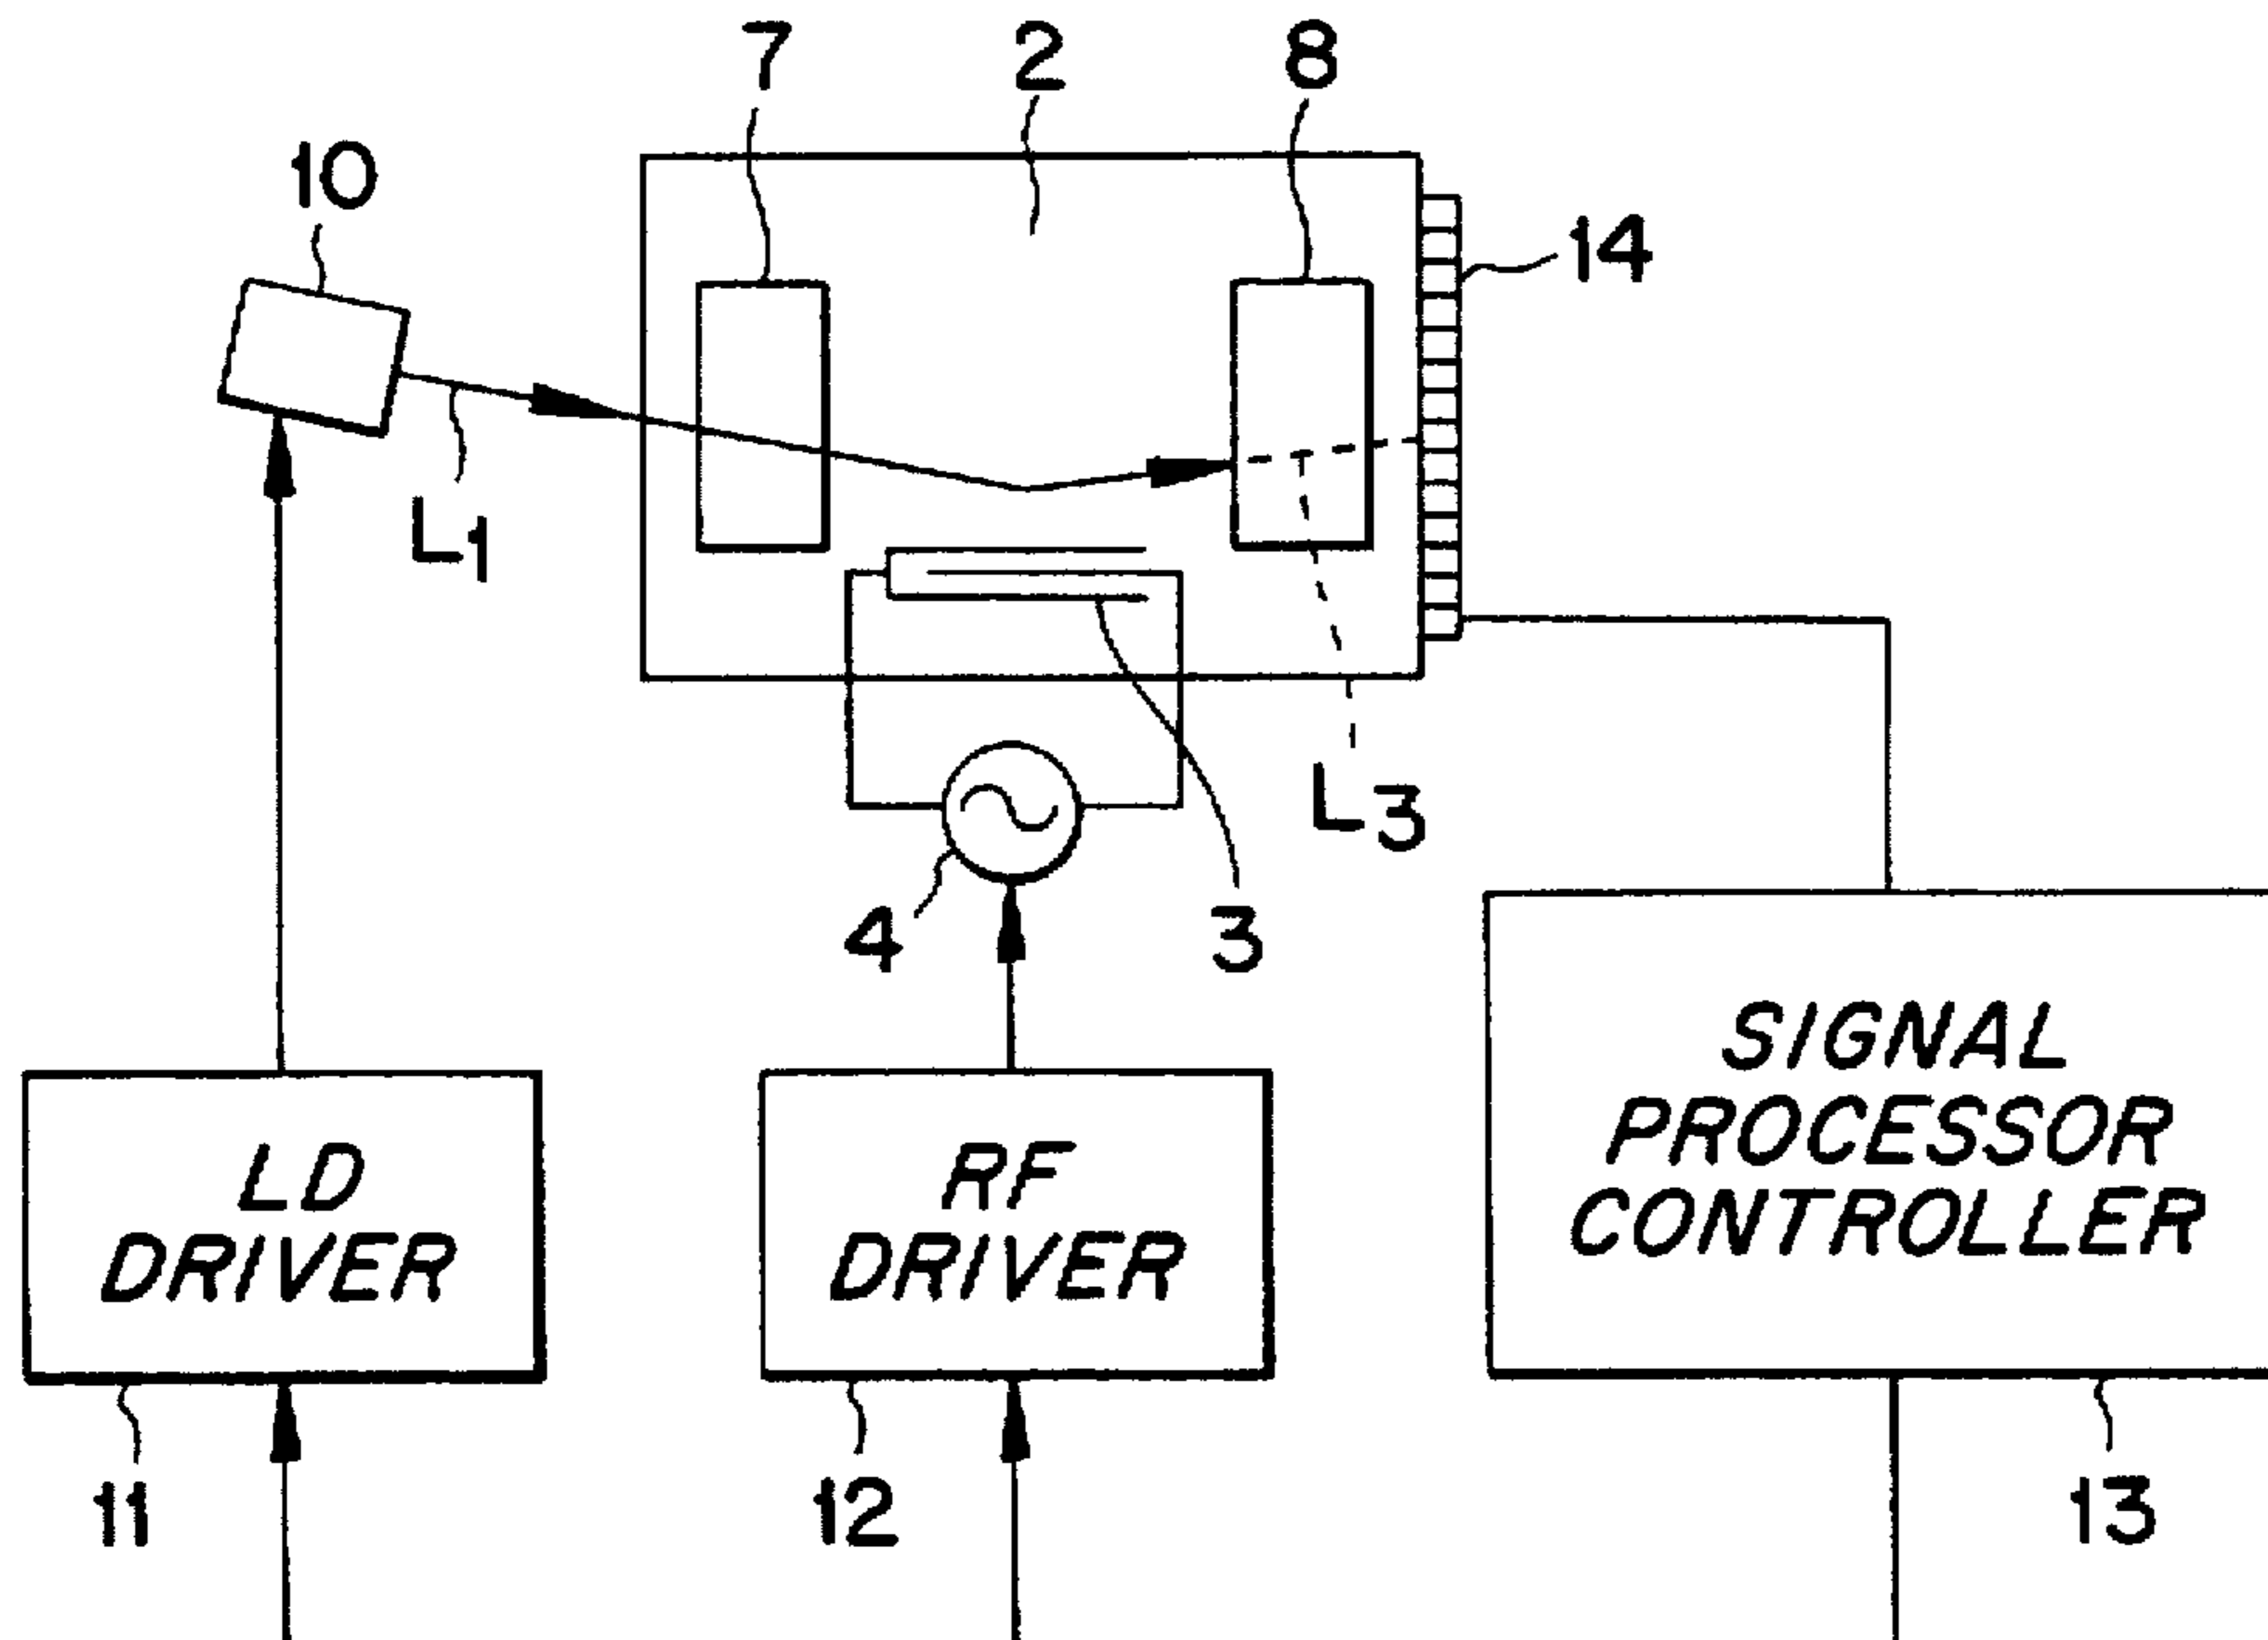 7
2
8
10
14
L1
L3
4
3
LD
DRIVER
RF
DRIVER
SIGNAL
PROCESSOR
CONTROLLER
11
12
13